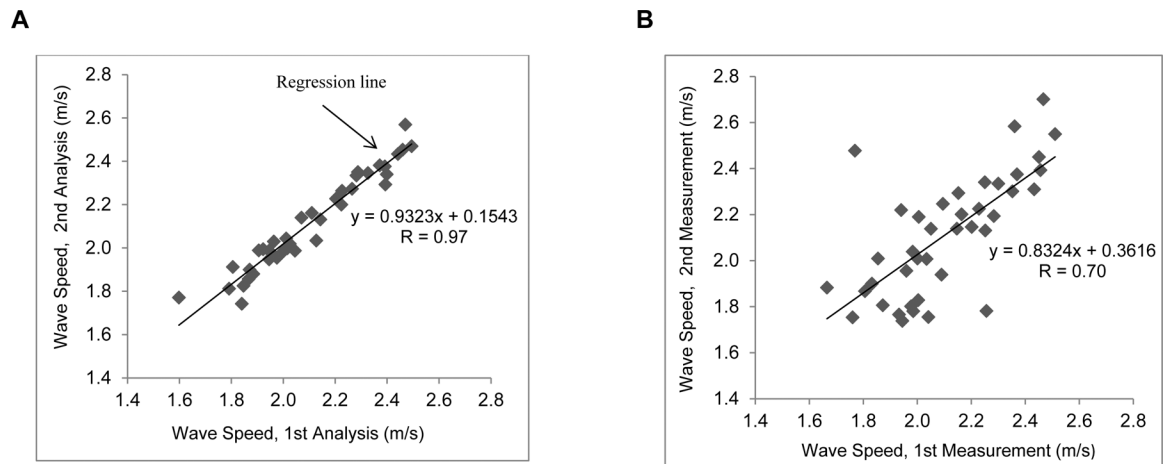 A
Wave Speed, 2nd Analysis (m/s)
2.8
2.6
2.4
2.2
2.0
1.8
1.6
1.4
Regression line
y = 0.9323x + 0.1543
R = 0.97
1.4 1.6 1.8 2.0 2.2 2.4 2.6 2.8
Wave Speed, 1st Analysis (m/s)
B
Wave Speed, 2nd Measurement (m/s)
2.8
2.6
2.4
2.2
2.0
1.8
1.6
1.4
y = 0.8324x + 0.3616
R = 0.70
1.4 1.6 1.8 2.0 2.2 2.4 2.6 2.8
Wave Speed, 1st Measurement (m/s)